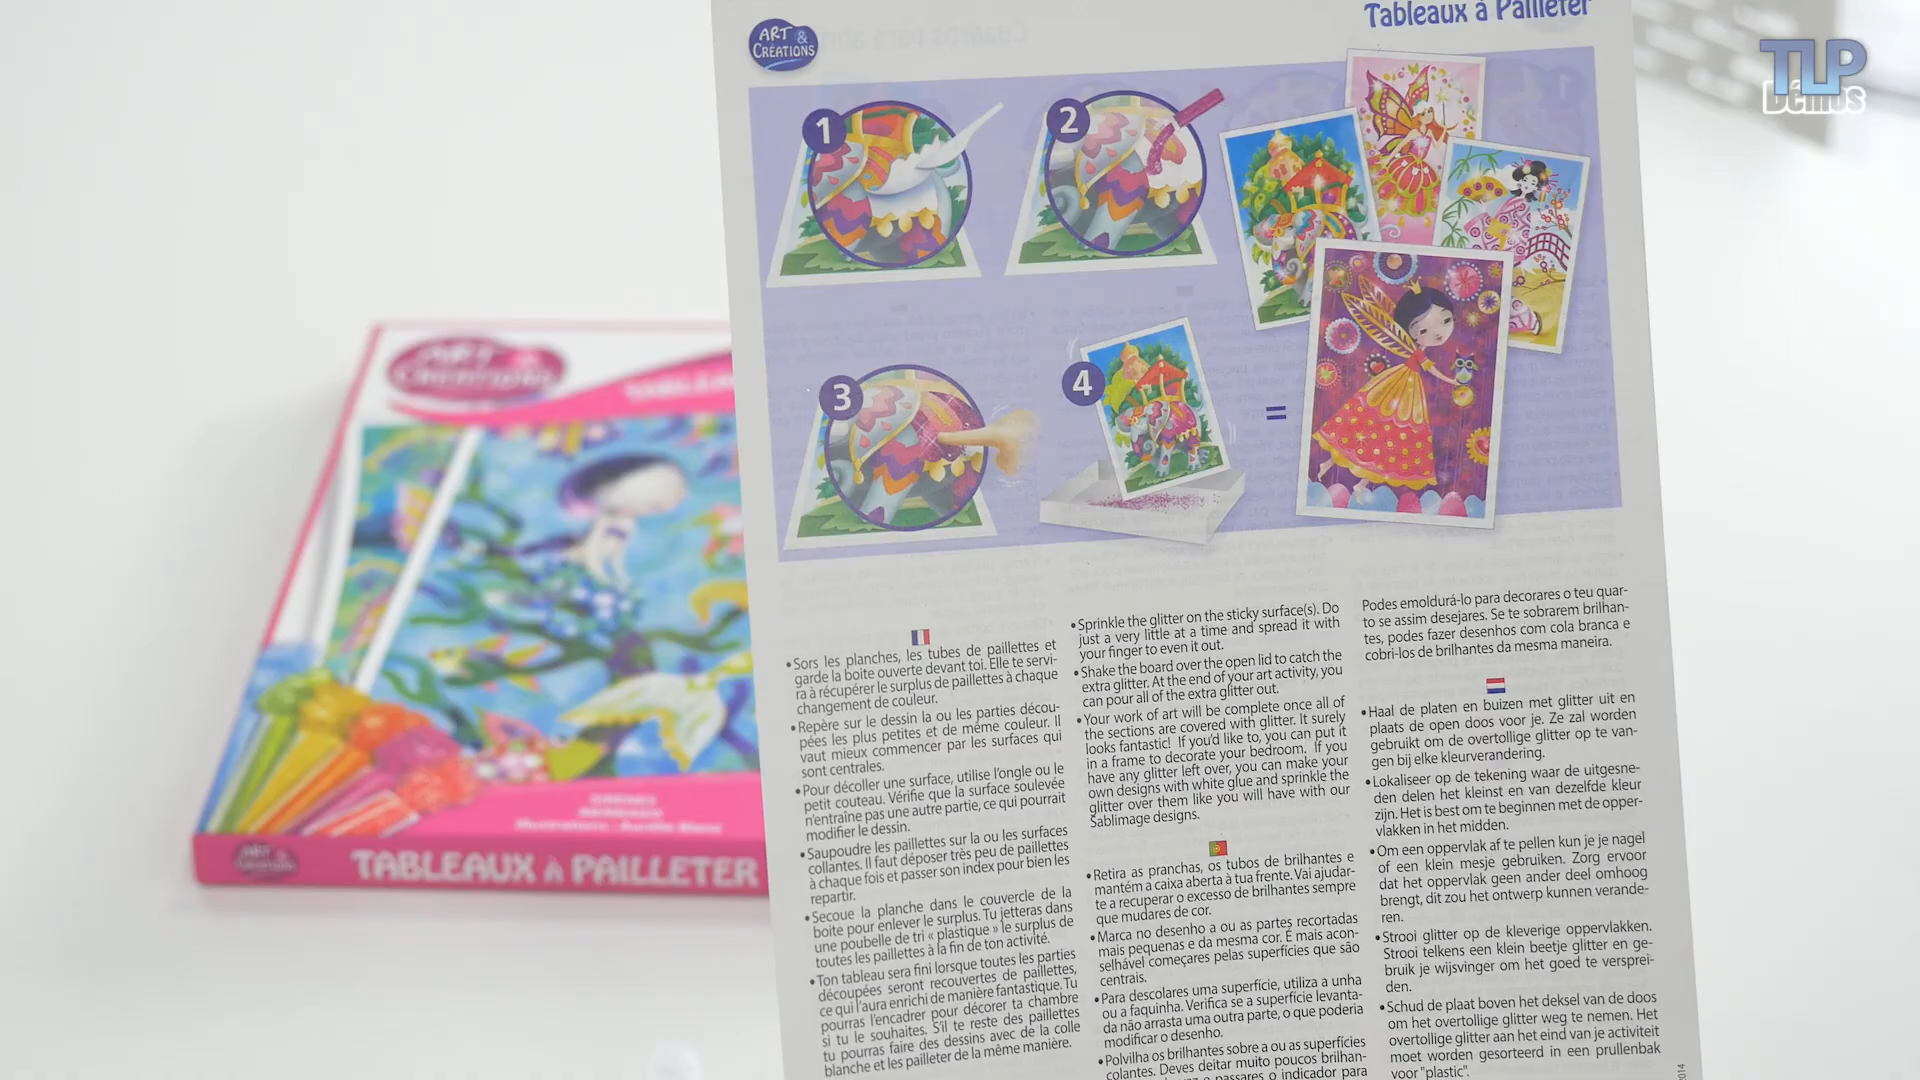 Tableaux à Pailleter
ART &
CRÉATIONS
TLP
Démos
1
2
3
4
=
• Sors les planches, les tubes de paillettes et
garde la boite ouverte devant toi. Elle te servi-
ra à récupérer le surplus de paillettes à chaque
changement de couleur.
• Repère sur le dessin la ou les parties décou-
pées les plus petites et de même couleur. Il
vaut mieux commencer par les surfaces qui
sont centrales.
• Pour décoller une surface, utilise l'ongle ou le
petit couteau. Vérifie que la surface soulevée
n'entraîne pas une autre partie, ce qui pourrait
modifier le dessin.
• Saupoudre les paillettes sur la ou les surfaces
collantes. Il faut déposer très peu de paillettes
à chaque fois et passer son index pour bien les
repartir.
• Secoue la planche dans le couvercle de la
boite pour enlever le surplus. Tu jetteras dans
une poubelle de tri « plastique » le surplus de
toutes les paillettes à la fin de ton activité.
• Ton tableau sera fini lorsque toutes les parties
découpées seront recouvertes de paillettes,
ce qui l'aura enrichi de manière fantastique. Tu
pourras l'encadrer pour décorer ta chambre
si tu le souhaites. S'il te reste des paillettes
tu pourras faire des dessins avec de la colle
blanche et les pailleter de la même manière.
• Sprinkle the glitter on the sticky surface(s). Do
just a very little at a time and spread it with
your finger to even it out.
• Shake the board over the open lid to catch the
extra glitter. At the end of your art activity, you
can pour all of the extra glitter out.
• Your work of art will be complete once all of
the sections are covered with glitter. It surely
looks fantastic! If you'd like to, you can put it
in a frame to decorate your bedroom. If you
have any glitter left over, you can make your
own designs with white glue and sprinkle the
glitter over them like you will have with our
Sablimage designs.
• Retira as pranchas, os tubos de brilhantes e
mantém a caixa aberta à tua frente. Vai ajudar-
te a recuperar o excesso de brilhantes sempre
que mudares de cor.
• Marca no desenho a ou as partes recortadas
mais pequenas e da mesma cor. É mais acon-
selhável começares pelas superfícies que são
centrais.
• Para descolares uma superfície, utiliza a unha
ou a faquinha. Verifica se a superfície levanta-
da não arrasta uma outra parte, o que poderia
modificar o desenho.
• Polvilha os brilhantes sobre a ou as superfícies
colantes. Deves deitar muito poucos brilhan-
passares o indicador para
Podes emoldurá-lo para decorares o teu quar-
to se assim desejares. Se te sobrarem brilhan-
tes, podes fazer desenhos com cola branca e
cobri-los de brilhantes da mesma maneira.
• Haal de platen en buizen met glitter uit en
plaats de open doos voor je. Ze zal worden
gebruikt om de overtollige glitter op te van-
gen bij elke kleurverandering.
• Lokaliseer op de tekening waar de uitgesne-
den delen het kleinst en van dezelfde kleur
zijn. Het is best om te beginnen met de opper-
vlakken in het midden.
• Om een oppervlak af te pellen kun je je nagel
of een klein mesje gebruiken. Zorg ervoor
dat het oppervlak geen ander deel omhoog
brengt, dit zou het ontwerp kunnen verande-
ren.
• Strooi glitter op de kleverige oppervlakken.
Strooi telkens een klein beetje glitter en ge-
bruik je wijsvinger om het goed te versprei-
den.
• Schud de plaat boven het deksel van de doos
om het overtollige glitter weg te nemen. Het
overtollige glitter aan het eind van je activiteit
moet worden gesorteerd in een prullenbak
voor "plastic".
ART &
CRÉATIONS
TABLEAUX À PAILLETER